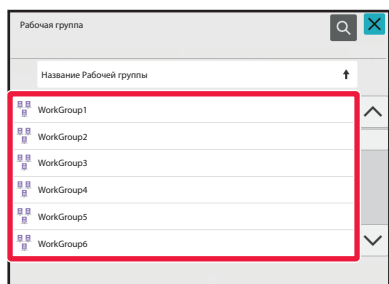 Рабочая группа
Название Рабочей группы
WorkGroup1
WorkGroup2
WorkGroup3
WorkGroup4
WorkGroup5
WorkGroup6